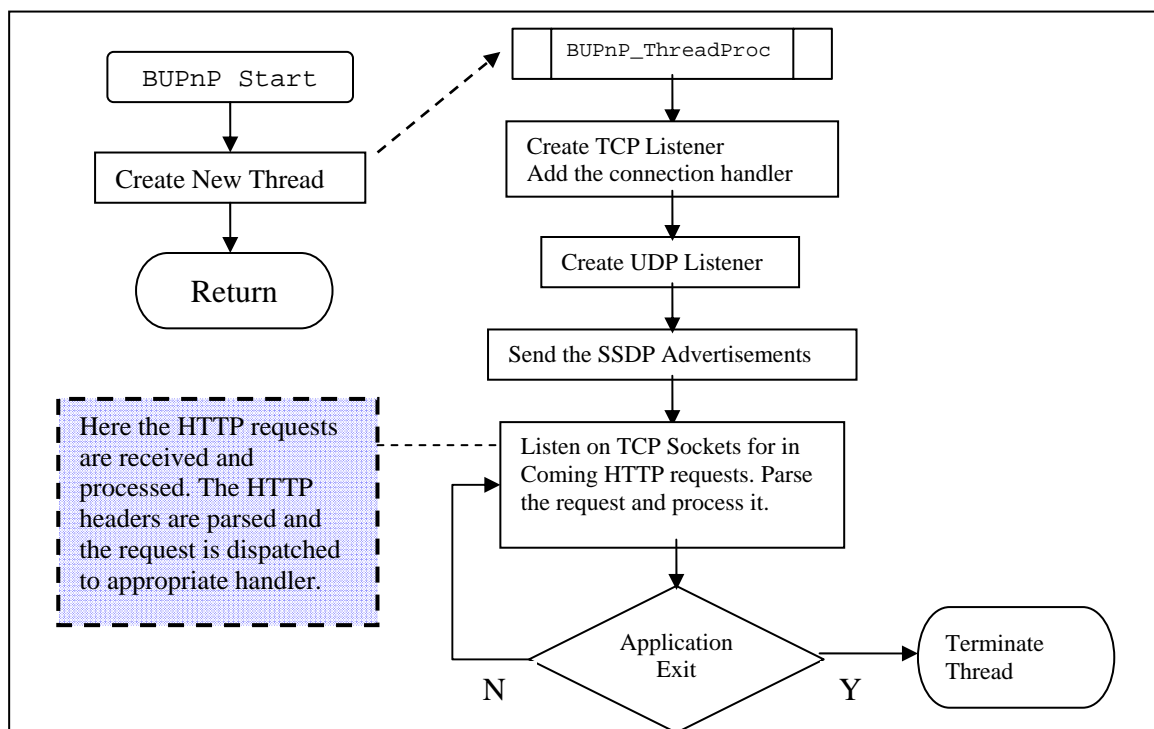 BUPnP Start
Create New Thread
Return
BUPnP_ThreadProc
Create TCP Listener
Add the connection handler
Create UDP Listener
Send the SSDP Advertisements
Here the HTTP requests
are received and
processed. The HTTP
headers are parsed and
the request is dispatched
to appropriate handler.
Listen on TCP Sockets for in
Coming HTTP requests. Parse
the request and process it.
Application
Exit
N
Y
Terminate
Thread